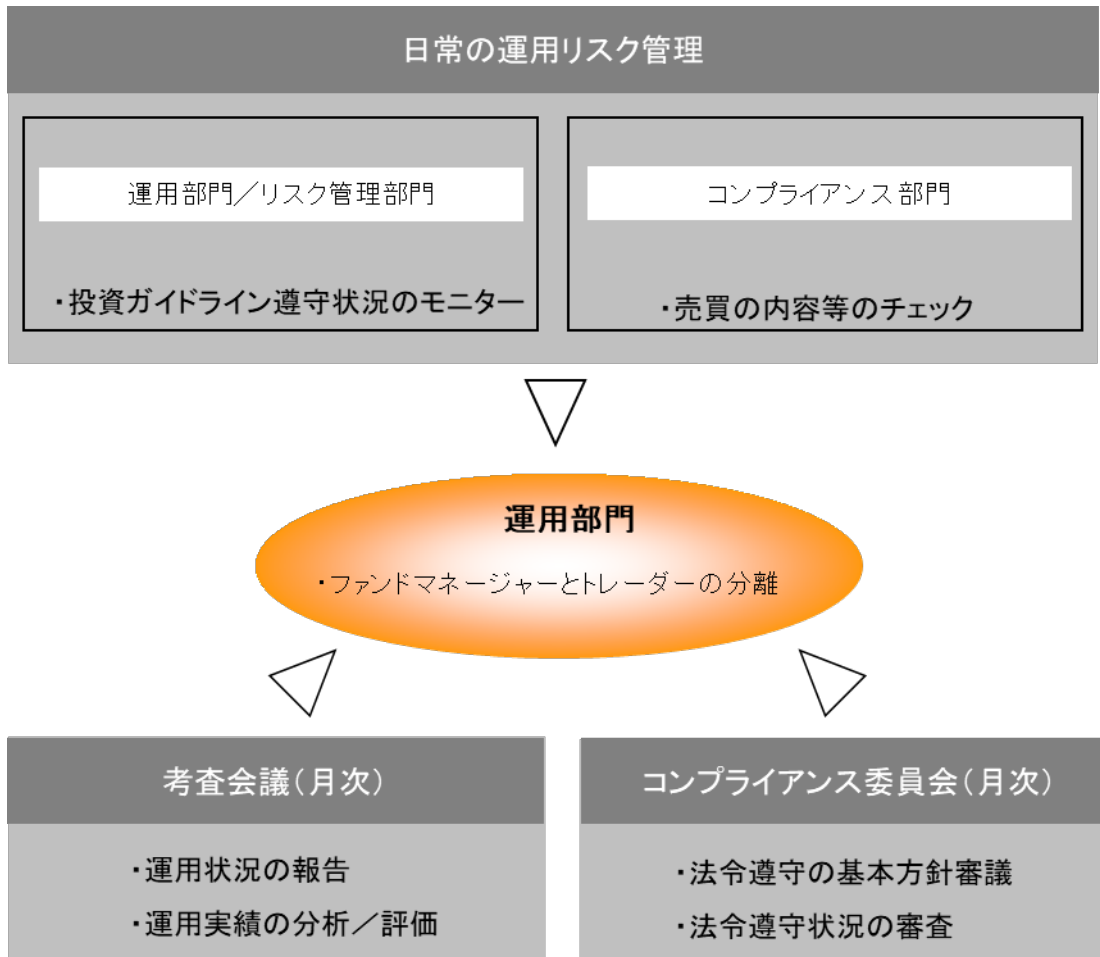 日常の運用リスク管理
運用部門／リスク管理部門
・投資ガイドライン遵守状況のモニター
コンプライアンス部門
・売買の内容等のチェック
運用部門
・ファンドマネージャーとトレーダーの分離
考査会議（月次）
・運用状況の報告
・運用実績の分析／評価
コンプライアンス委員会（月次）
・法令遵守の基本方針審議
・法令遵守状況の審査